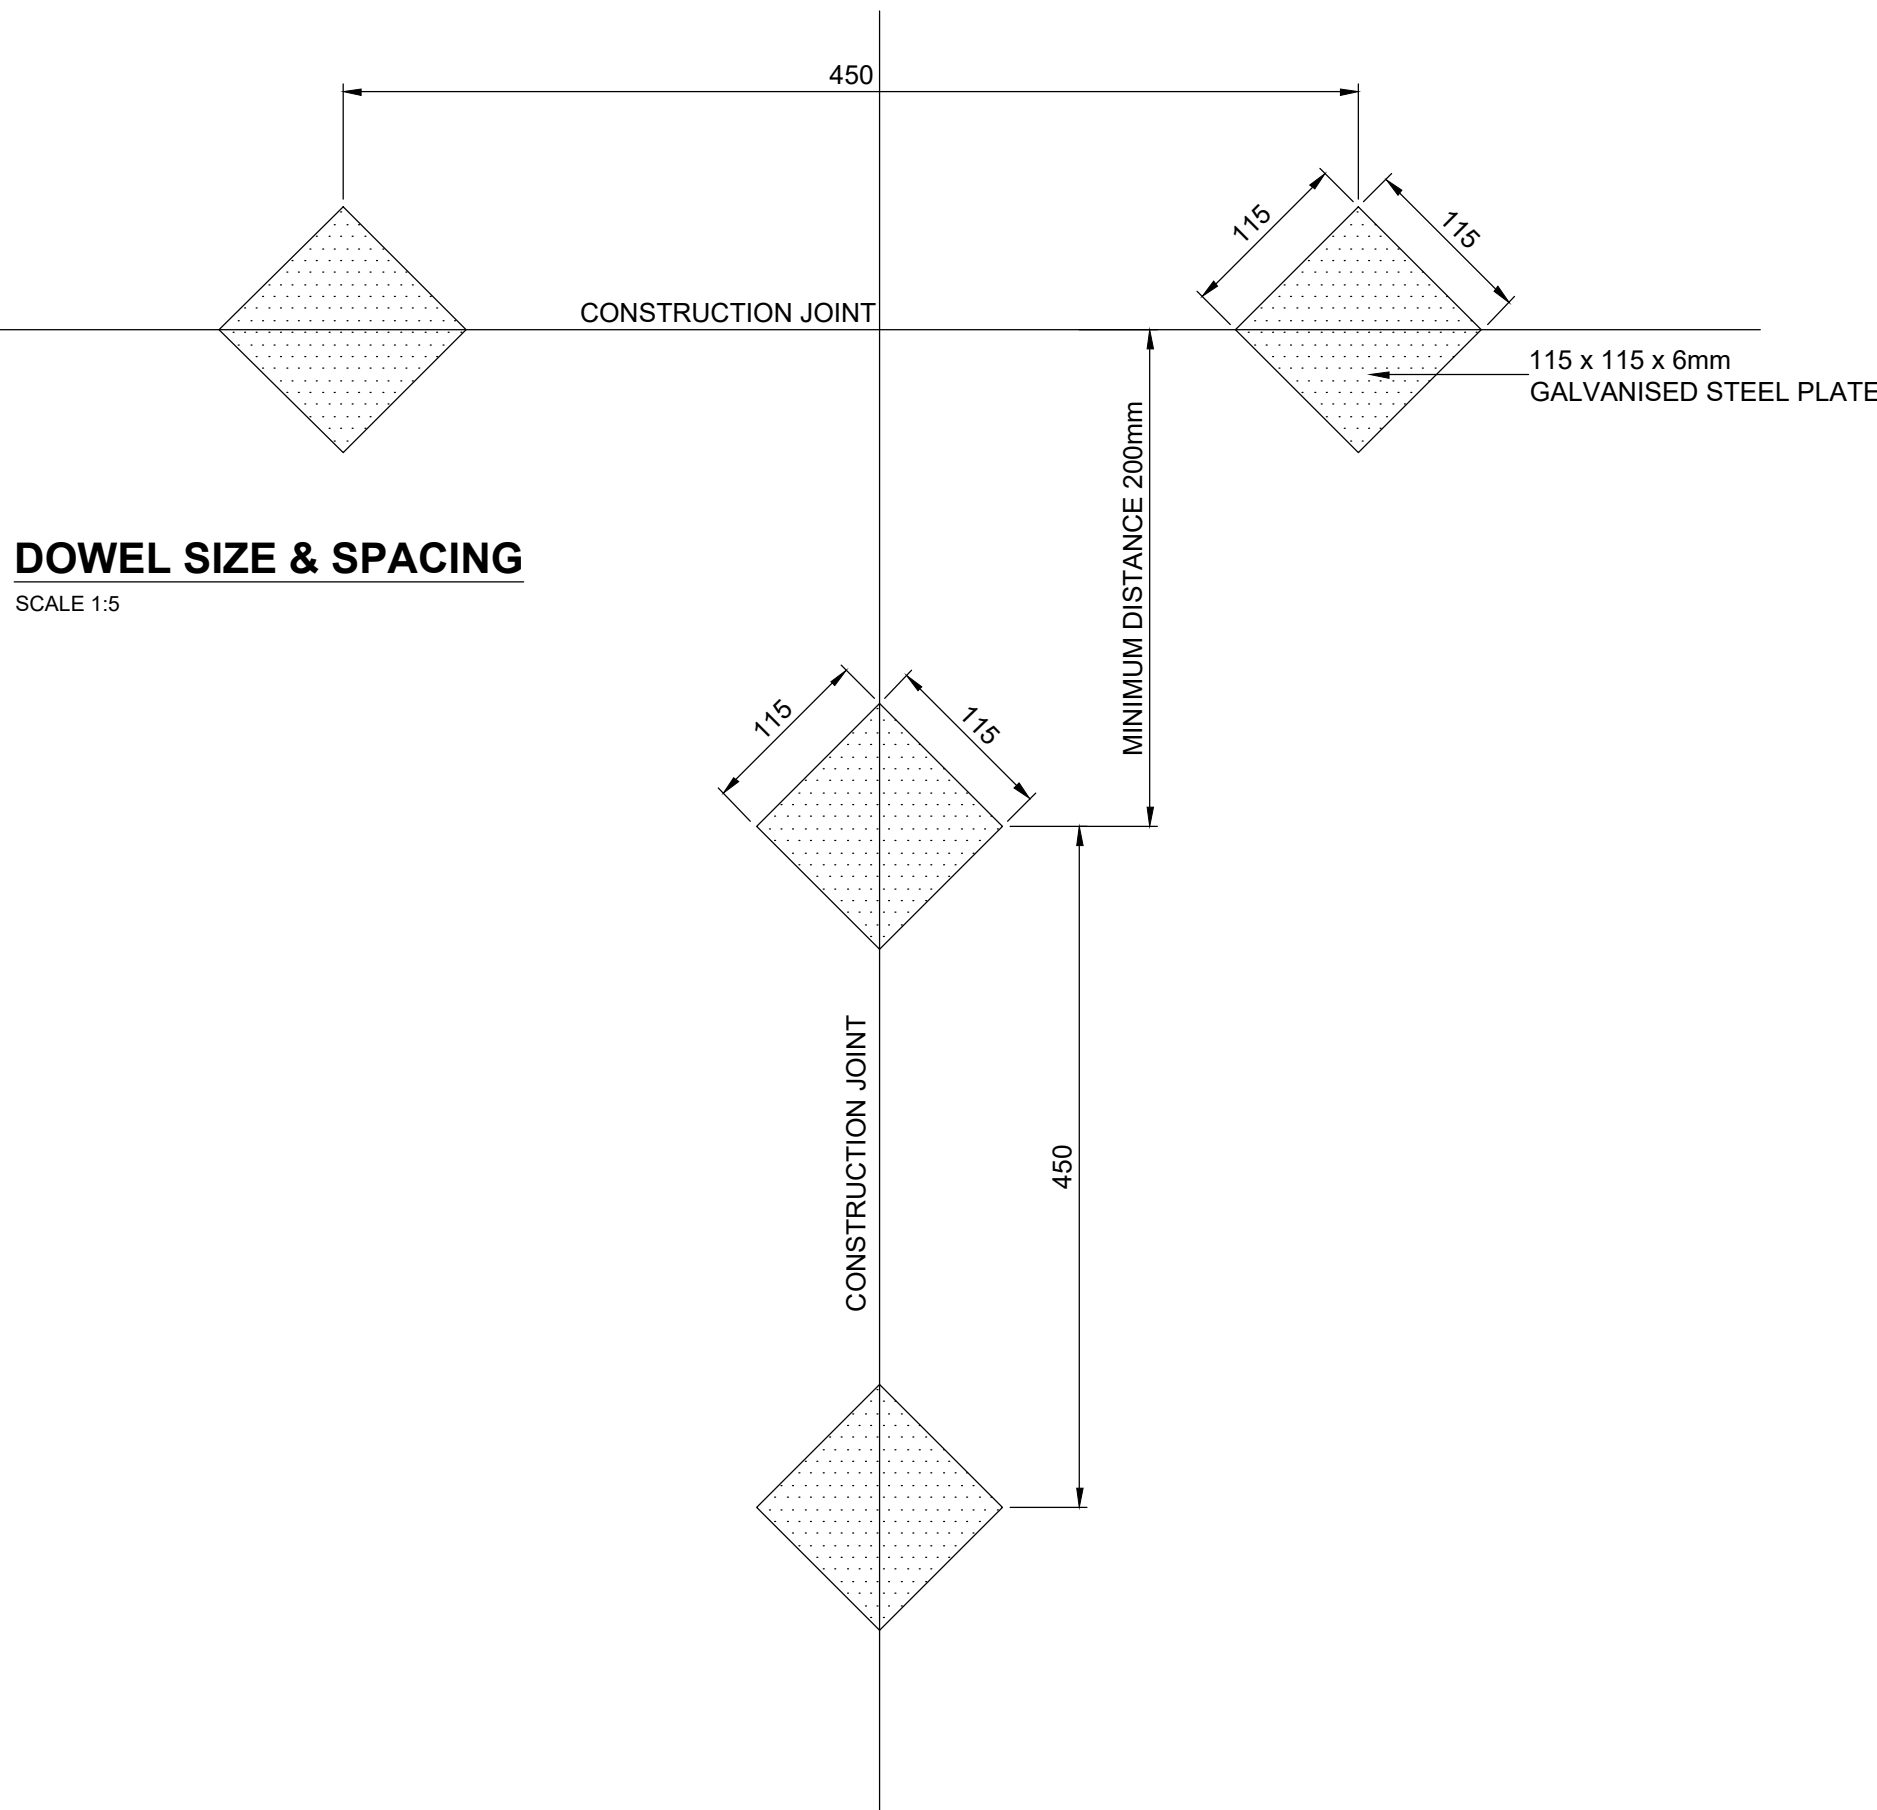 450
115
115
CONSTRUCTION JOINT
115 x 115 x 6mm
GALVANISED STEEL PLATE
MINIMUM DISTANCE 200mm
DOWEL SIZE & SPACING
SCALE 1:5
115
115
CONSTRUCTION JOINT
450